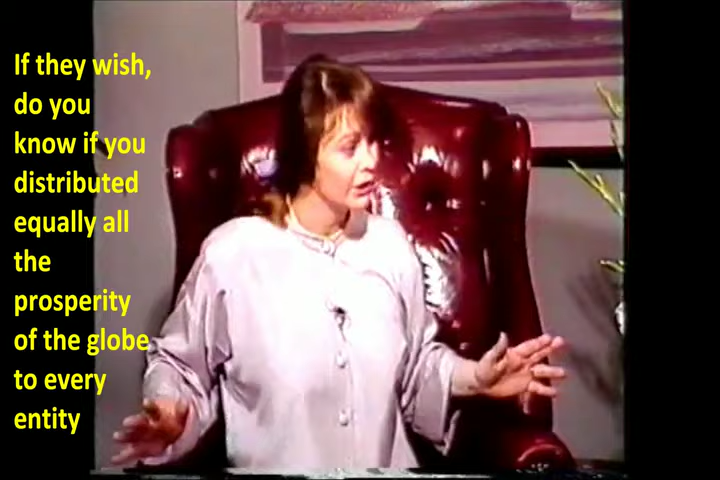 If they wish,
do you
know if you
distributed
equally all
the
prosperity
of the globe
to every
entity